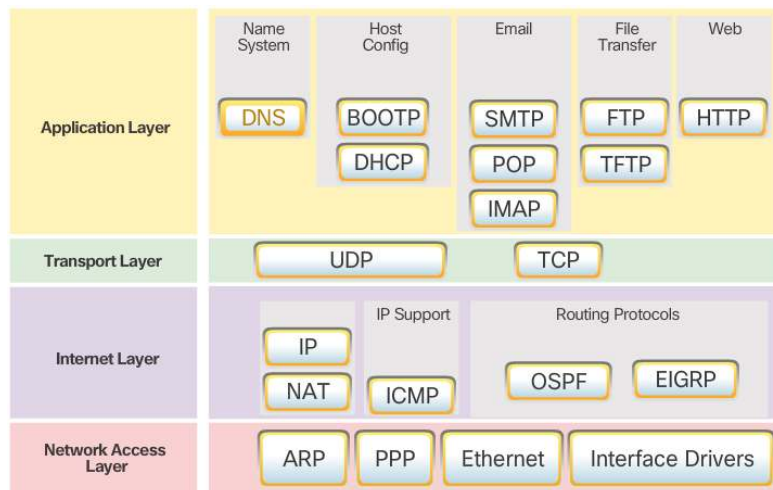 Name
System
Host
Config
Email
File
Transfer
Web
Application Layer
DNS
BOOTP
SMTP
FTP
HTTP
DHCP
POP
TFTP
IMAP
Transport Layer
UDP
TCP
IP Support
Routing Protocols
Internet Layer
IP
NAT
ICMP
OSPF
EIGRP
Network Access
Layer
ARP
PPP
Ethernet
Interface Drivers